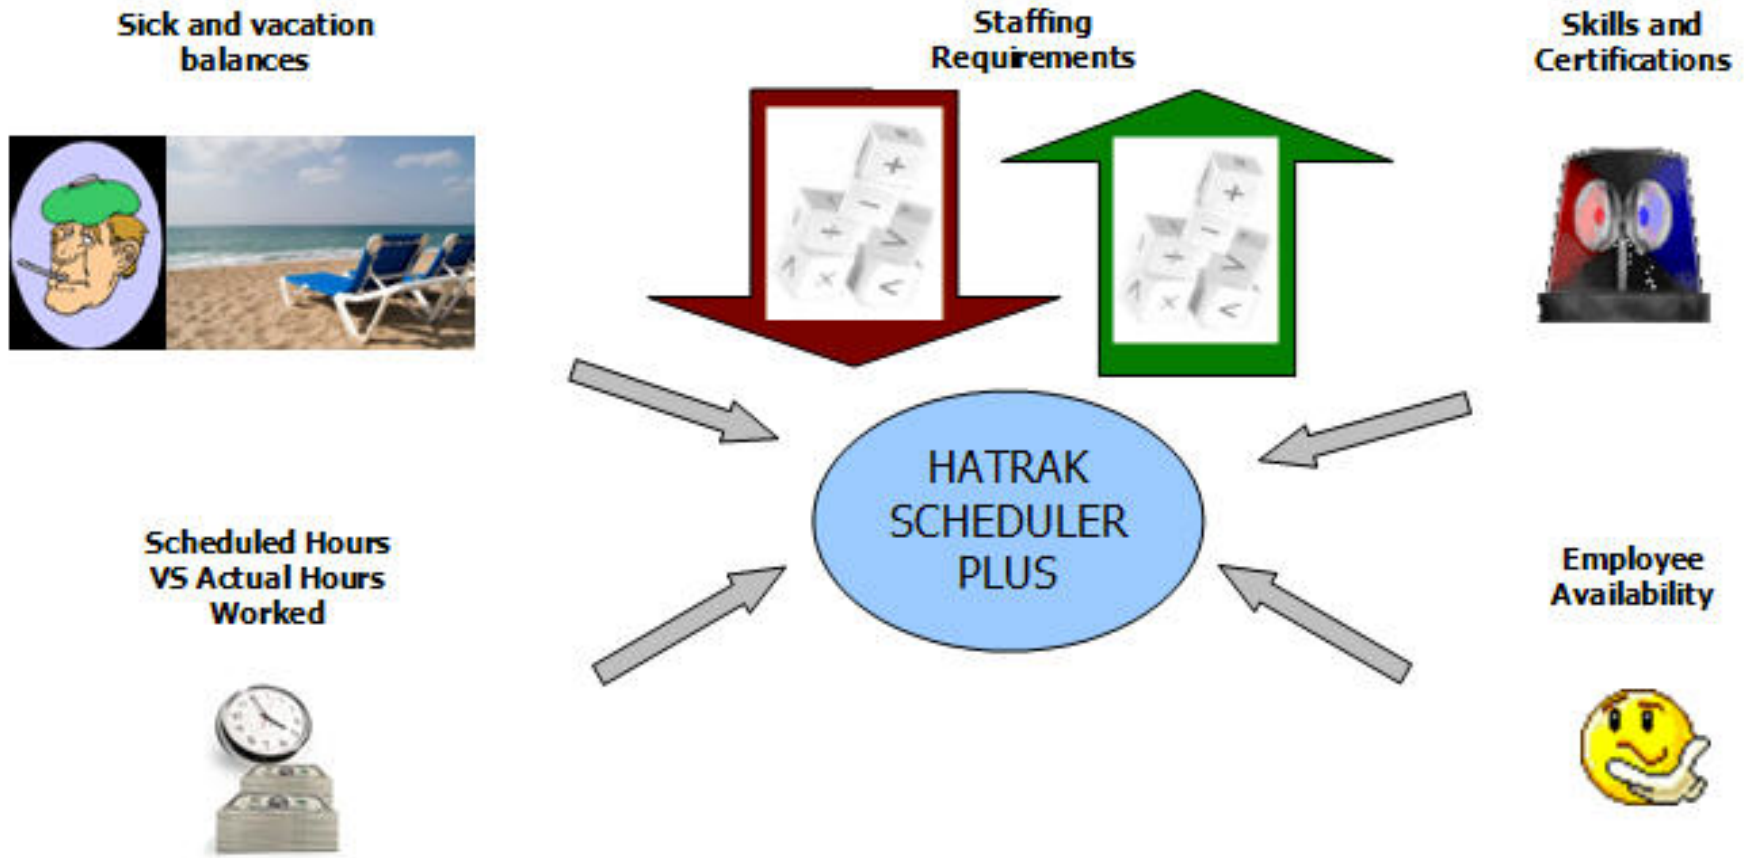 Sick and vacation
balances
Staffing
Requirements
Skills and
Certifications
HATRAK
SCHEDULER
PLUS
Scheduled Hours
VS Actual Hours
Worked
Employee
Availability